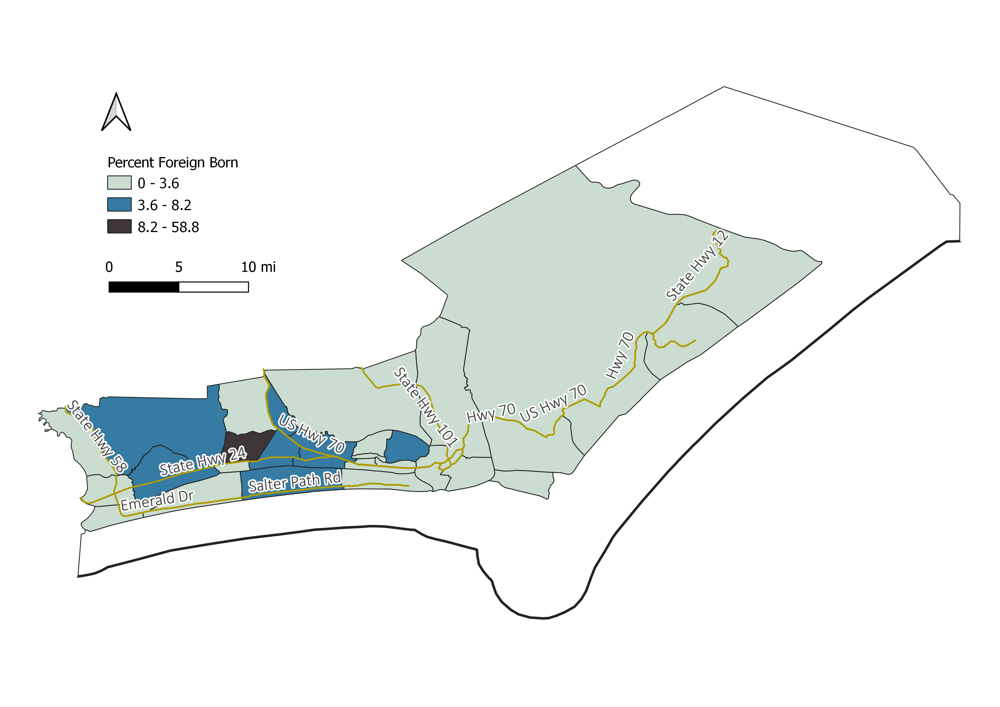 Percent Foreign Born
0 - 3.6
3.6 - 8.2
8.2 - 58.8
0 5 10 mi
State Hwy 12
Hwy 70
US Hwy 70
Hwy 70
State Hwy 101
US Hwy 70
State Hwy 58
State Hwy 24
Salter Path Rd
Emerald Dr